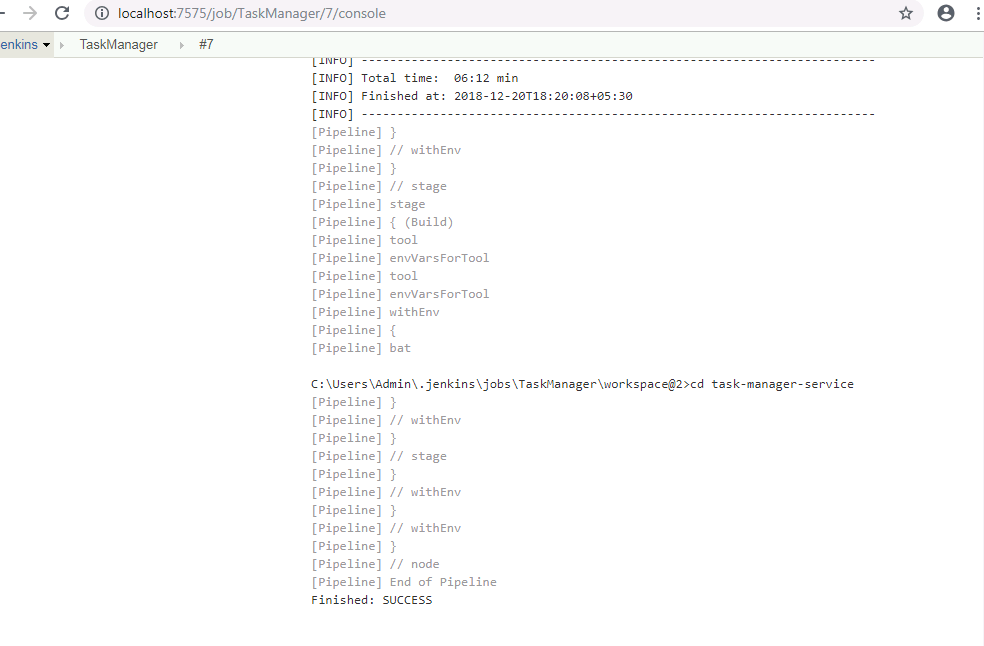 localhost:7575/job/TaskManager/7/console
enkins TaskManager #7
[INFO] ------------------------------------------------------------------------
[INFO] Total time:  06:12 min
[INFO] Finished at: 2018-12-20T18:20:08+05:30
[INFO] ------------------------------------------------------------------------
[Pipeline] }
[Pipeline] // withEnv
[Pipeline] }
[Pipeline] // stage
[Pipeline] stage
[Pipeline] { (Build)
[Pipeline] tool
[Pipeline] envVarsForTool
[Pipeline] tool
[Pipeline] envVarsForTool
[Pipeline] withEnv
[Pipeline] {
[Pipeline] bat
C:\Users\Admin\.jenkins\jobs\TaskManager\workspace@2>cd task-manager-service
[Pipeline] }
[Pipeline] // withEnv
[Pipeline] }
[Pipeline] // stage
[Pipeline] }
[Pipeline] // withEnv
[Pipeline] }
[Pipeline] // withEnv
[Pipeline] }
[Pipeline] // node
[Pipeline] End of Pipeline
Finished: SUCCESS